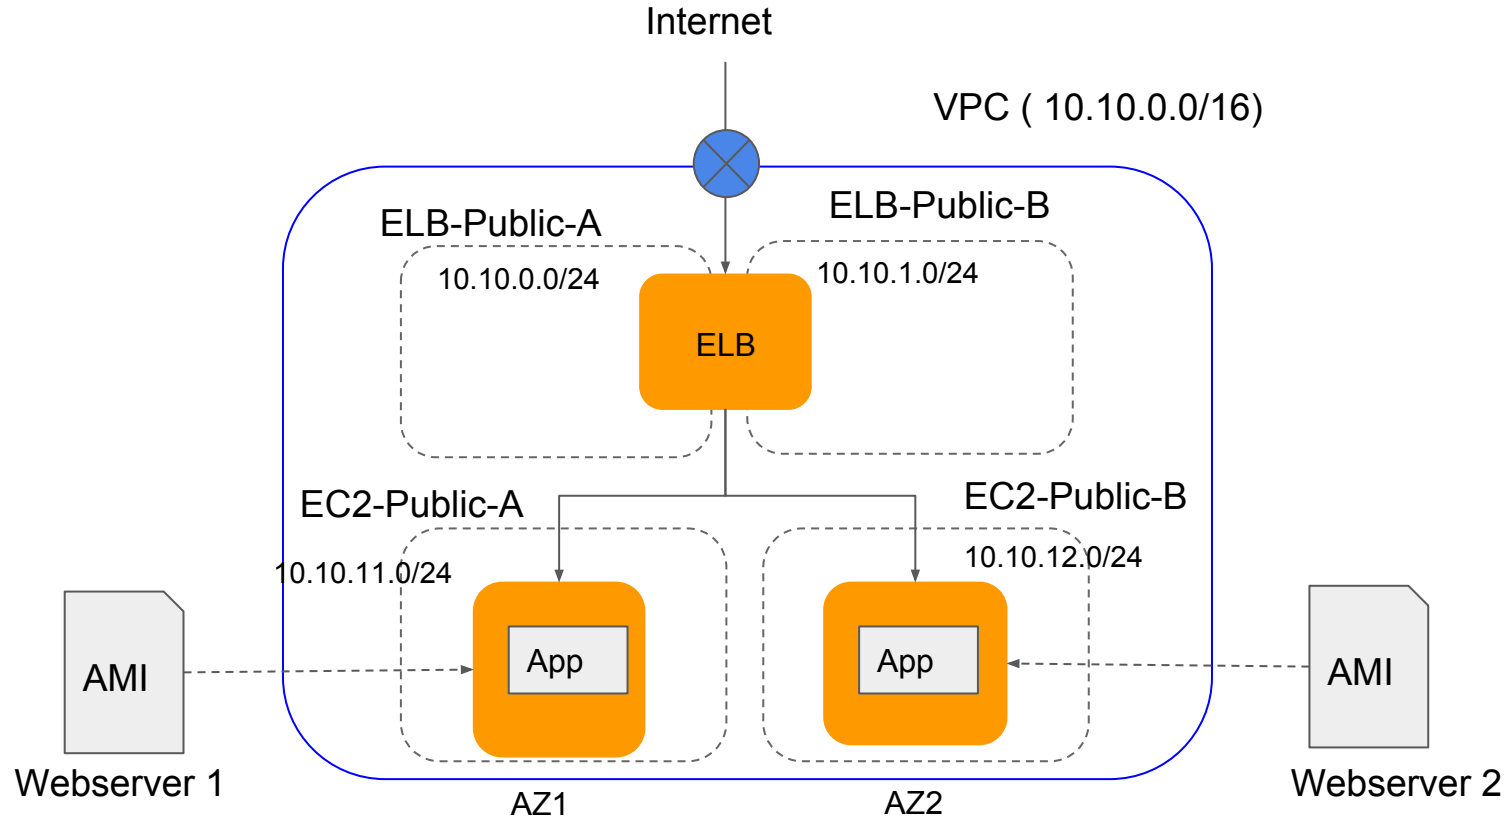 Internet
VPC ( 10.10.0.0/16)
ELB-Public-A
ELB-Public-B
10.10.0.0/24
10.10.1.0/24
ELB
EC2-Public-A
EC2-Public-B
10.10.11.0/24
10.10.12.0/24
App
App
AMI
AMI
Webserver 1
Webserver 2
AZ1
AZ2